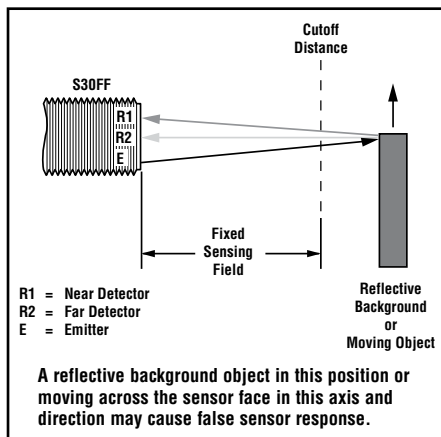 Cutoff
Distance
S30FF
R1
R2
E
Fixed
Sensing
Field
R1 = Near Detector
R2 = Far Detector
E = Emitter
Reflective
Background
or
Moving Object
A reflective background object in this position or
moving across the sensor face in this axis and
direction may cause false sensor response.